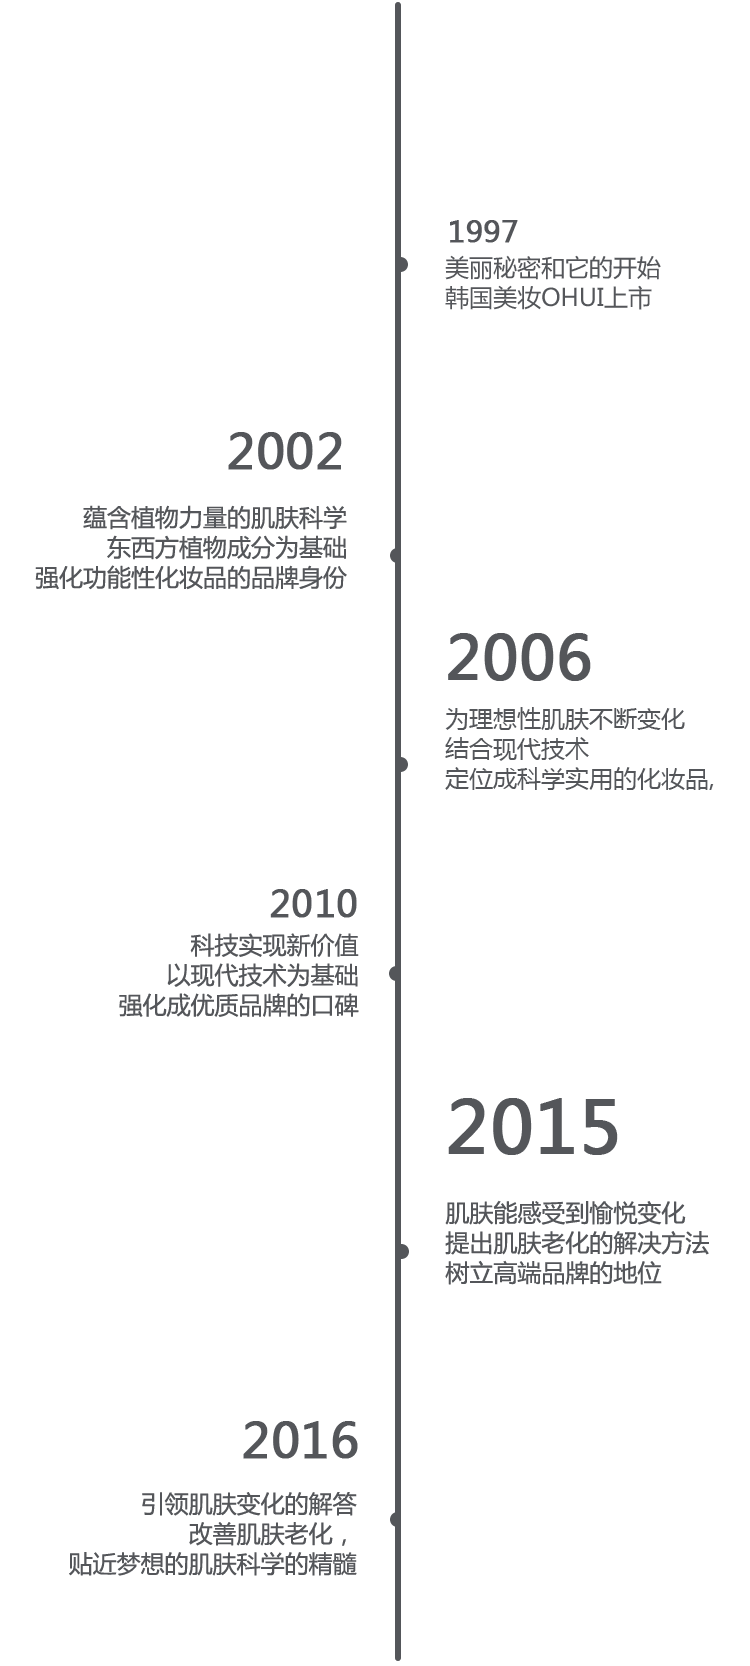 1997
美丽秘密和它的开始
韩国美妆OHUI上市
2002
蕴含植物力量的肌肤科学
东西方植物成分为基础
强化功能性化妆品的品牌身份
2006
为理想性肌肤不断变化
结合现代技术
定位成科学实用的化妆品,
2010
科技实现新价值
以现代技术为基础
强化成优质品牌的口碑
2015
肌肤能感受到愉悦变化
提出肌肤老化的解决方法
树立高端品牌的地位
2016
引领肌肤变化的解答
改善肌肤老化，
贴近梦想的肌肤科学的精髓